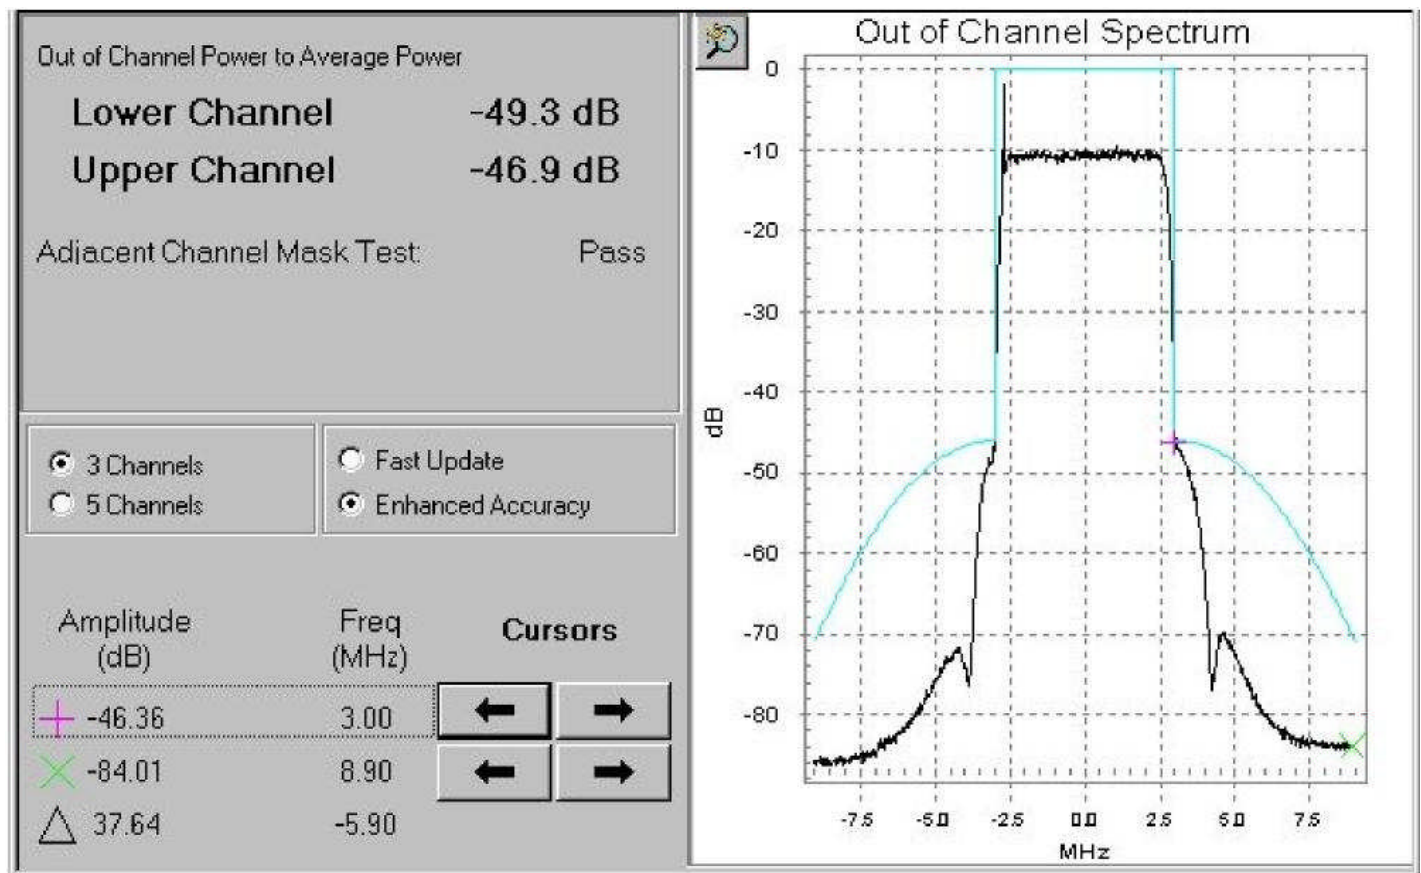 Out of Channel Power to Average Power
Lower Channel -49.3 dB
Upper Channel -46.9 dB
Adjacent Channel Mask Test: Pass
3 Channels
5 Channels
Fast Update
Enhanced Accuracy
Amplitude (dB) Freq (MHz) Cursors
-46.36 3.00
-84.01 8.90
37.64 -5.90
Out of Channel Spectrum
0
-10
-20
-30
-40
-50
-60
-70
-80
dB
-7.5 -5.0 -2.5 0.0 2.5 5.0 7.5
MHz